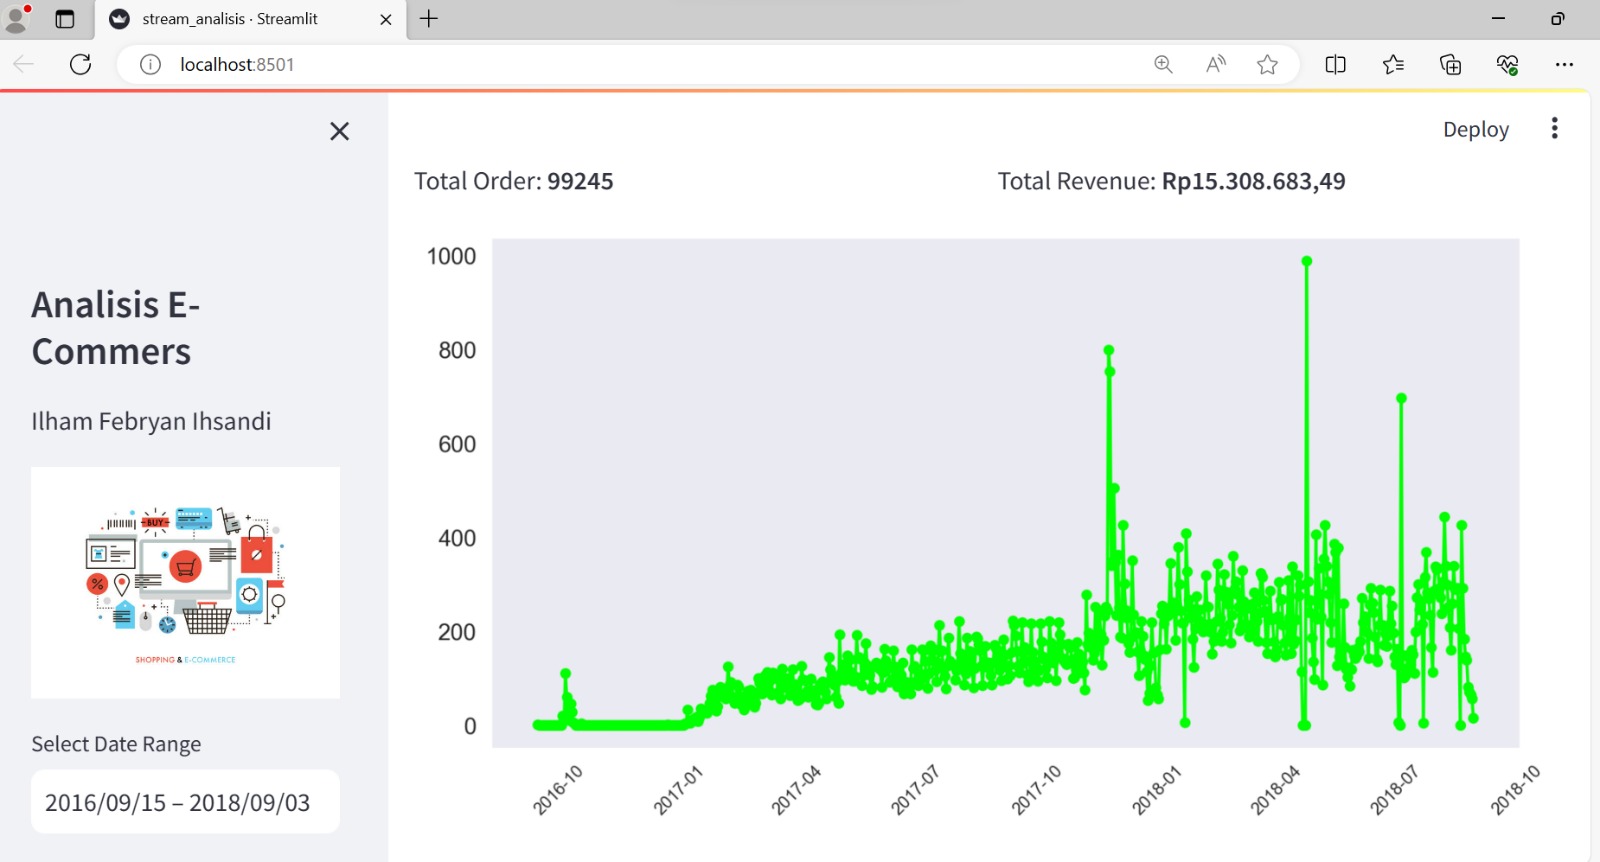 stream_analisis · Streamlit
localhost:8501
Deploy
Total Order: 99245
Total Revenue: Rp15.308.683,49
Analisis E-
Commers
Ilham Febryan Ihsandi
BUY
%
SHOPPING & E-COMMERCE
Select Date Range
2016/09/15 – 2018/09/03
1000
800
600
400
200
0
2016-10
2017-01
2017-04
2017-07
2017-10
2018-01
2018-04
2018-07
2018-10